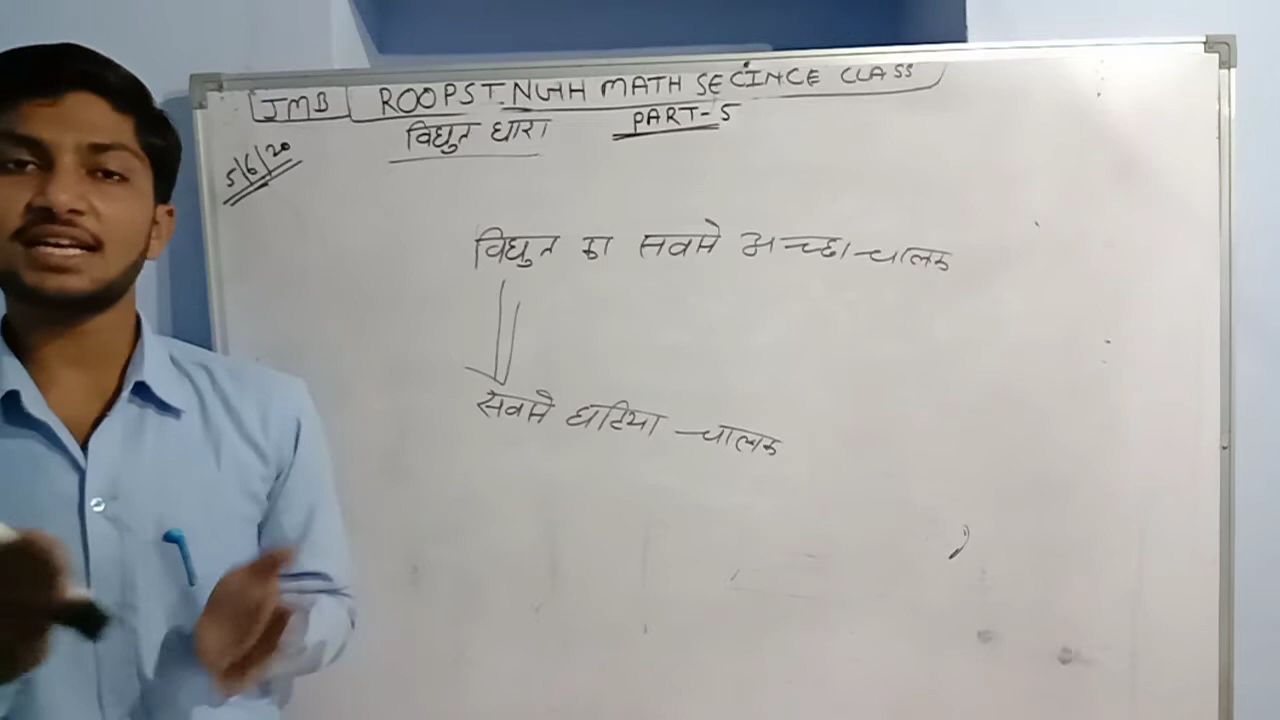 JMB ROOPSINGH MATH SECINCE CLASS
विद्युत धारा PART-5
5/6/20
विद्युत का सबसे अच्छा चालक
सबसे घटिया चालक